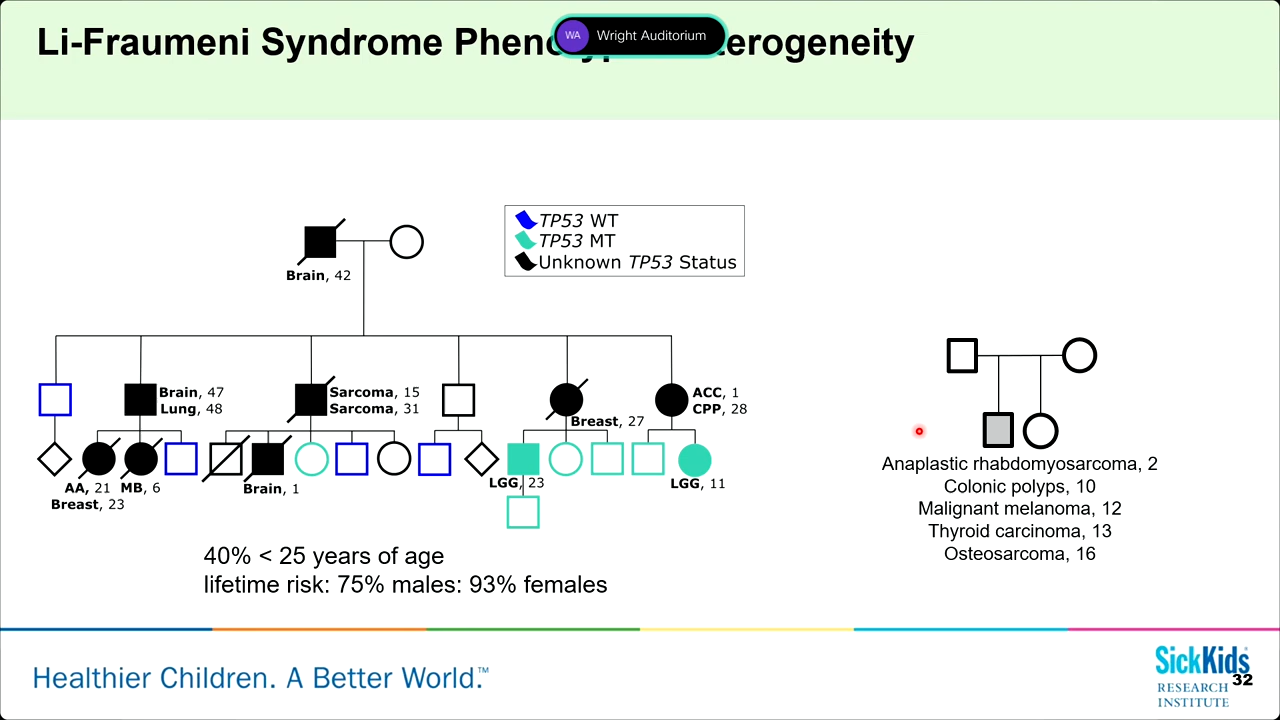 Li-Fraumeni Syndrome Phen erogeneity
WA Wright Auditorium
TP53 WT
TP53 MT
Unknown TP53 Status
Brain, 42
Brain, 47
Lung, 48
Sarcoma, 15
Sarcoma, 31
Breast, 27
ACC, 1
CPP, 28
AA, 21
Breast, 23
MB, 6
Brain, 1
LGG, 23
LGG, 11
Anaplastic rhabdomyosarcoma, 2
Colonic polyps, 10
Malignant melanoma, 12
Thyroid carcinoma, 13
Osteosarcoma, 16
40% < 25 years of age
lifetime risk: 75% males: 93% females
Healthier Children. A Better World.™
SickKids
RESEARCH
INSTITUTE
32